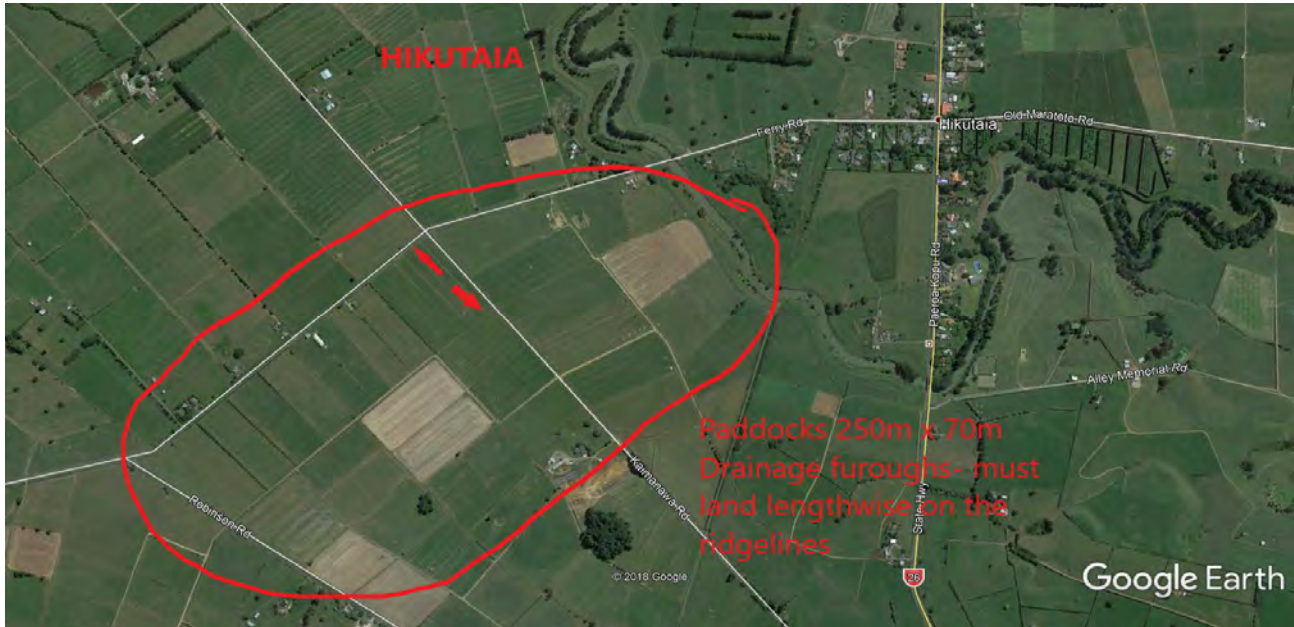 HIKUTAIA
Ferry Rd
Hikutaia
Old Maratoto Rd
Paeroa Kopu Rd
Alley Memorial Rd
Paddocks 250m x 70m
Drainage furoughs- must
land lengthwise on the
ridgelines
Kaimanawa Rd
Robinson Rd
State Hwy
26
© 2018 Google
Google Earth